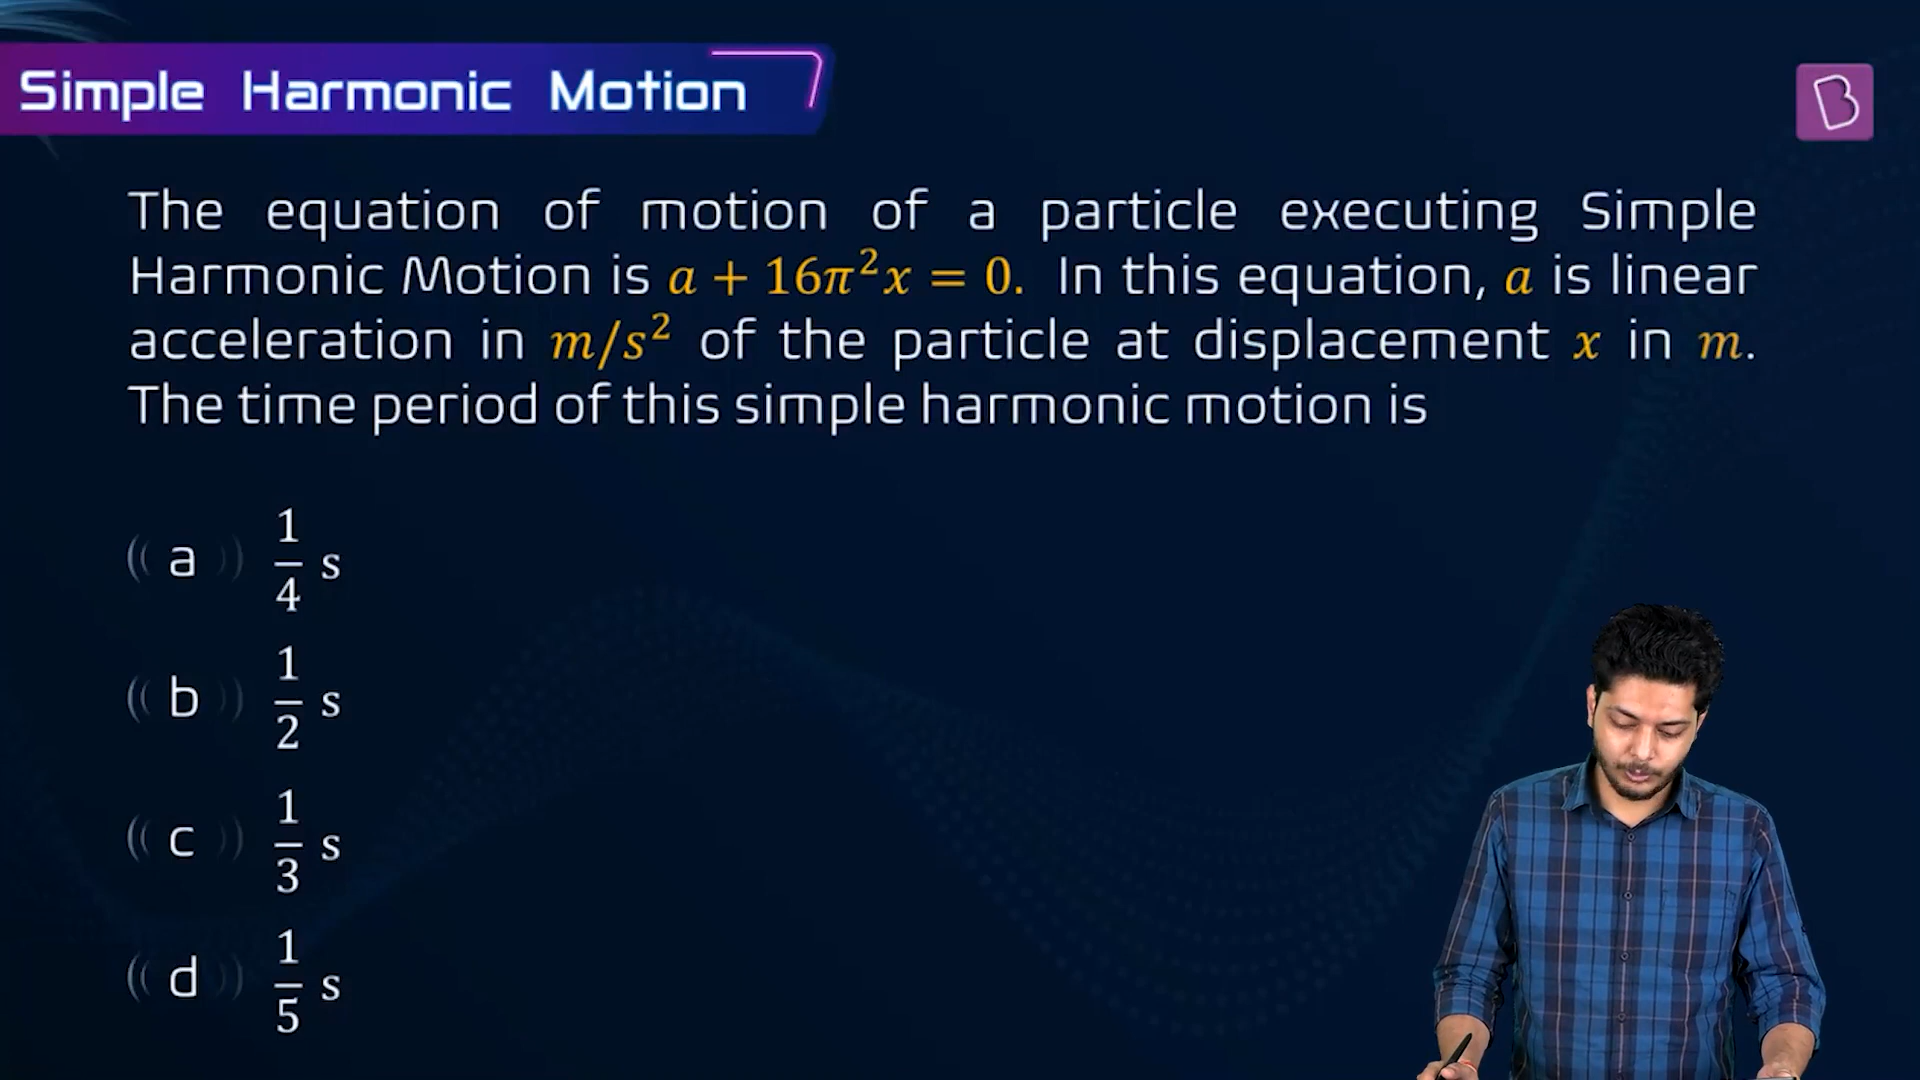 Simple Harmonic Motion
B
The equation of motion of a particle executing Simple
Harmonic Motion is a + 16π²x = 0. In this equation, a is linear
acceleration in m/s² of the particle at displacement x in m.
The time period of this simple harmonic motion is
(a) 1/4 s
(b) 1/2 s
(c) 1/3 s
(d) 1/5 s